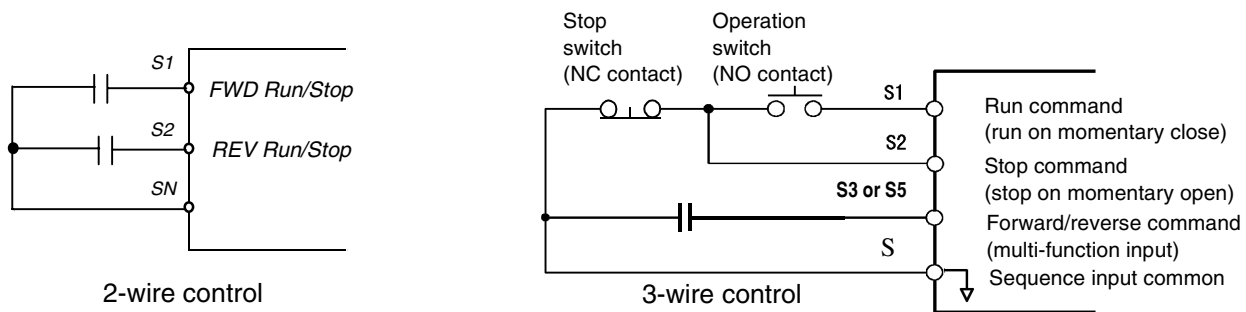 S1
FWD Run/Stop
S2
REV Run/Stop
SN
2-wire control
Stop
switch
(NC contact)
Operation
switch
(NO contact)
S1
Run command
(run on momentary close)
S2
Stop command
(stop on momentary open)
S3 or S5
Forward/reverse command
(multi-function input)
S
Sequence input common
3-wire control